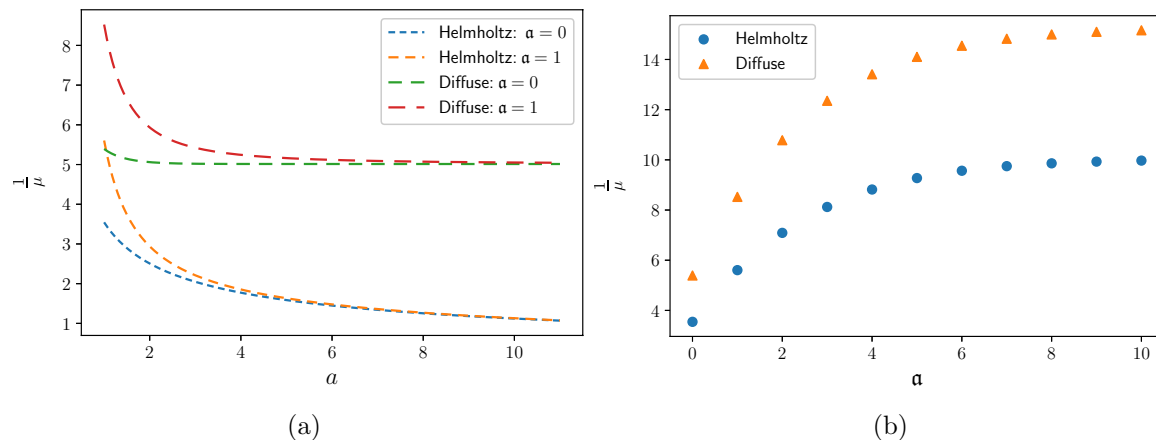 8
7
6
5
4
3
2
1
1/μ
2
4
6
8
10
a
Helmholtz: 𝔞 = 0
Helmholtz: 𝔞 = 1
Diffuse: 𝔞 = 0
Diffuse: 𝔞 = 1
(a)
14
12
10
8
6
4
1/μ
0
2
4
6
8
10
𝔞
Helmholtz
Diffuse
(b)